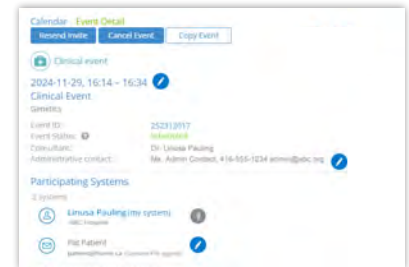 Calendar Event Detail
Resend Invite Cancel Event Copy Event
Clinical event
2024-11-29, 16:14 – 16:34
Clinical Event
Genetics
Event ID:
Event Status:
Consultant: Dr. Linusa Pauling
Administrative contact: Ms. Admin Contact, 416-555-1234 admin@abc.org
Participating Systems
2 systems
Linusa Pauling (my system)
ABC Hospital
Pat Patient